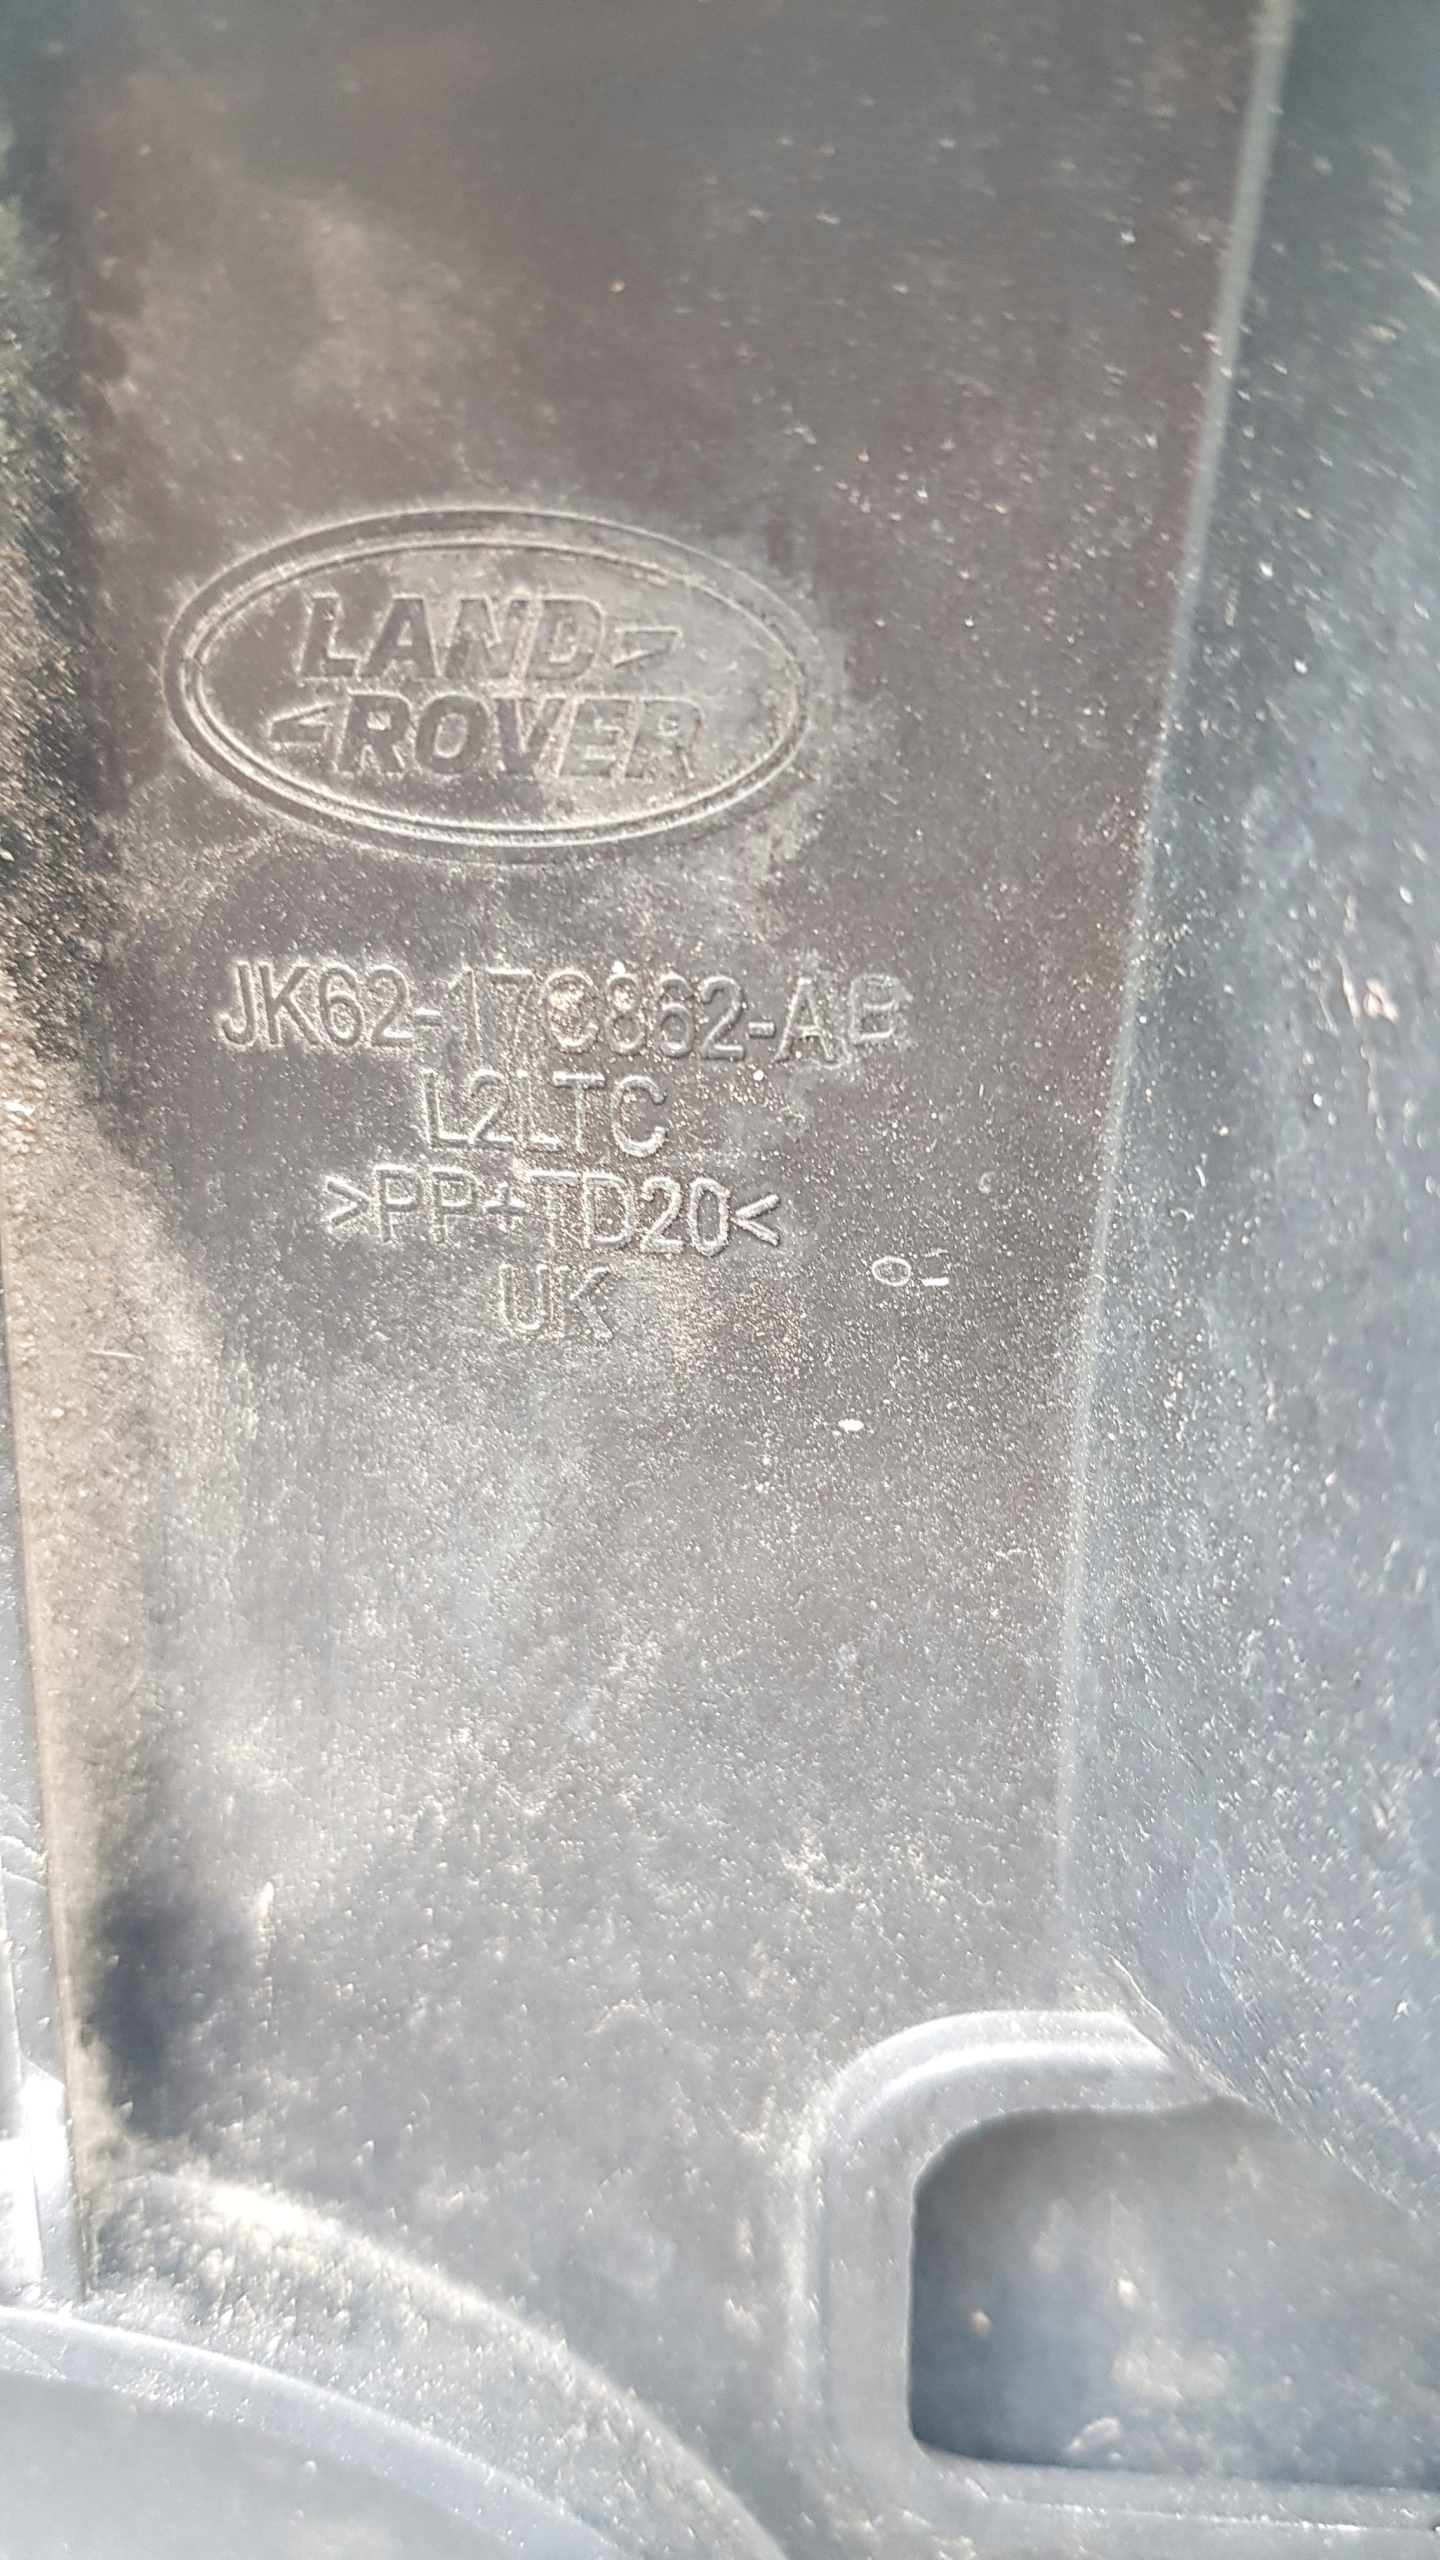 LAND
ROVER
JK62-17C862-AB
L2LTC
>PP+TD20<
UK